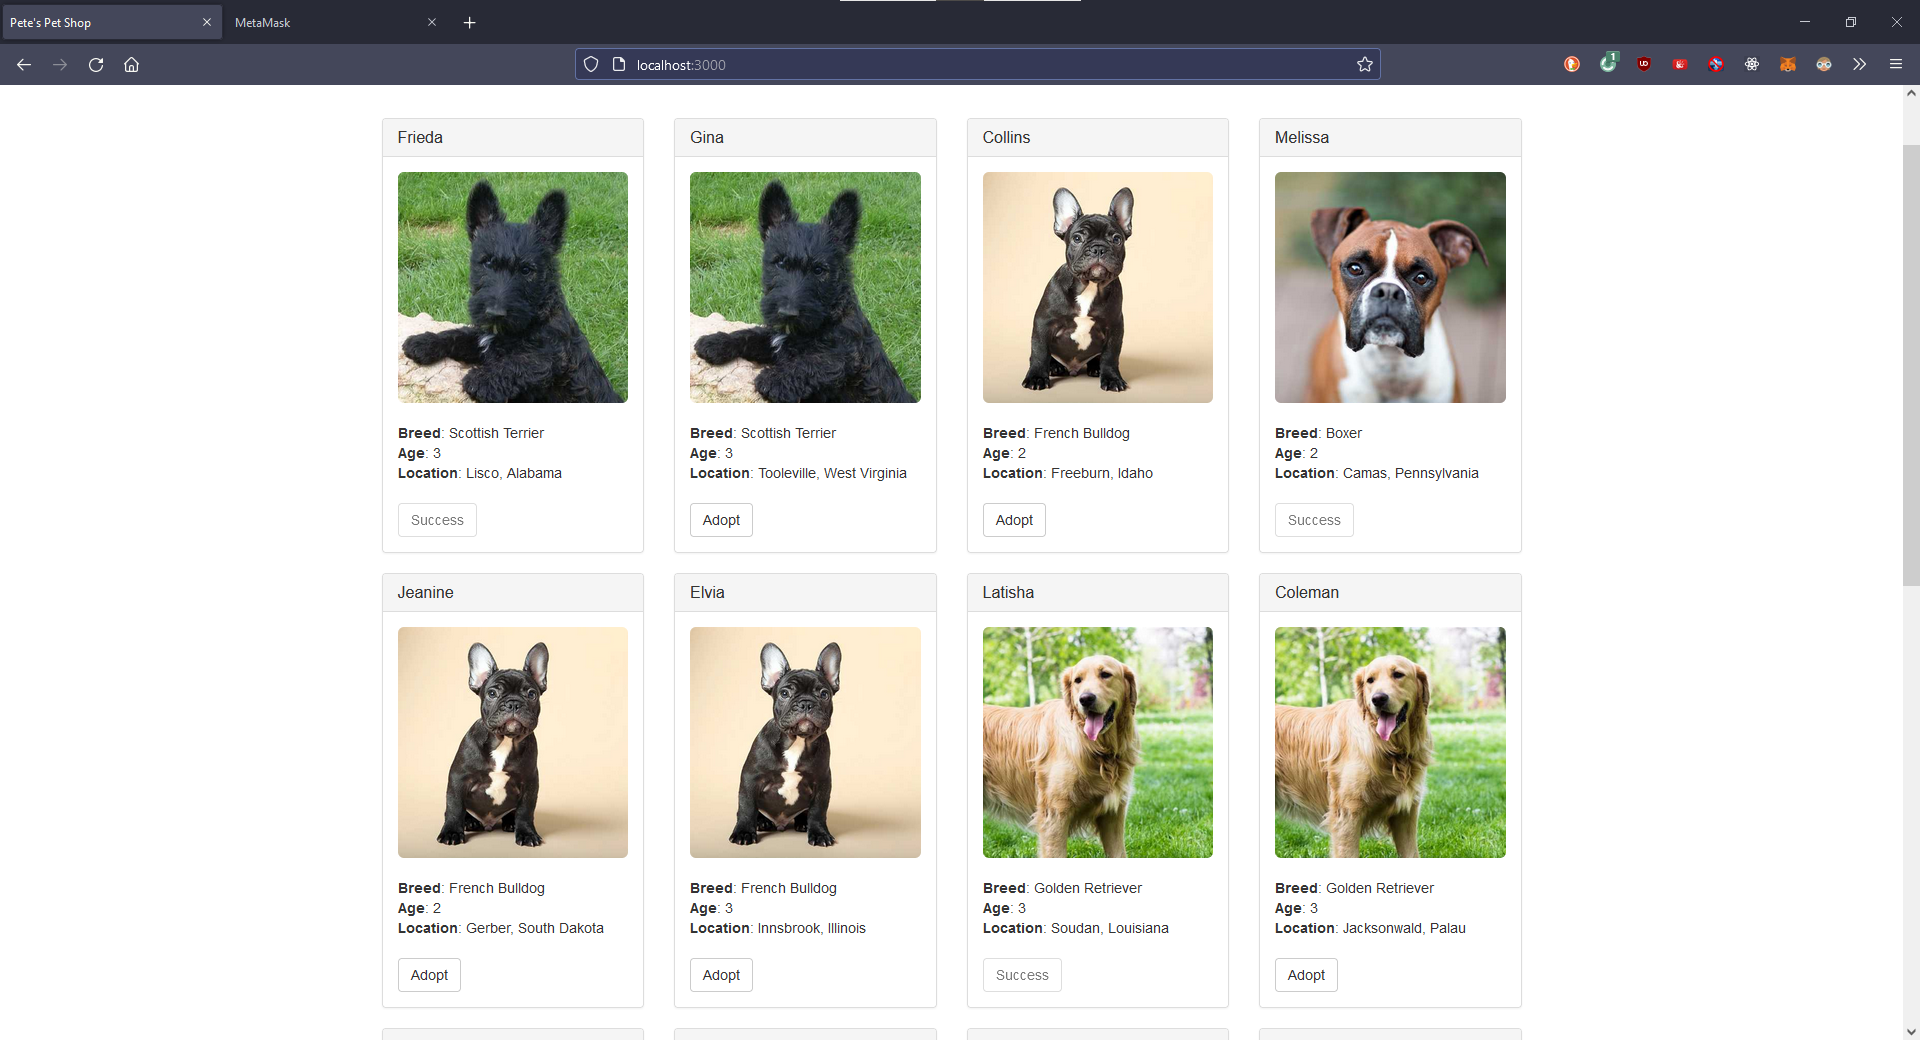 Pete's Pet Shop
MetaMask
localhost:3000
1
Frieda
Breed: Scottish Terrier
Age: 3
Location: Lisco, Alabama
Success
Gina
Breed: Scottish Terrier
Age: 3
Location: Tooleville, West Virginia
Adopt
Collins
Breed: French Bulldog
Age: 2
Location: Freeburn, Idaho
Adopt
Melissa
Breed: Boxer
Age: 2
Location: Camas, Pennsylvania
Success
Jeanine
Breed: French Bulldog
Age: 2
Location: Gerber, South Dakota
Adopt
Elvia
Breed: French Bulldog
Age: 3
Location: Innsbrook, Illinois
Adopt
Latisha
Breed: Golden Retriever
Age: 3
Location: Soudan, Louisiana
Success
Coleman
Breed: Golden Retriever
Age: 3
Location: Jacksonwald, Palau
Adopt